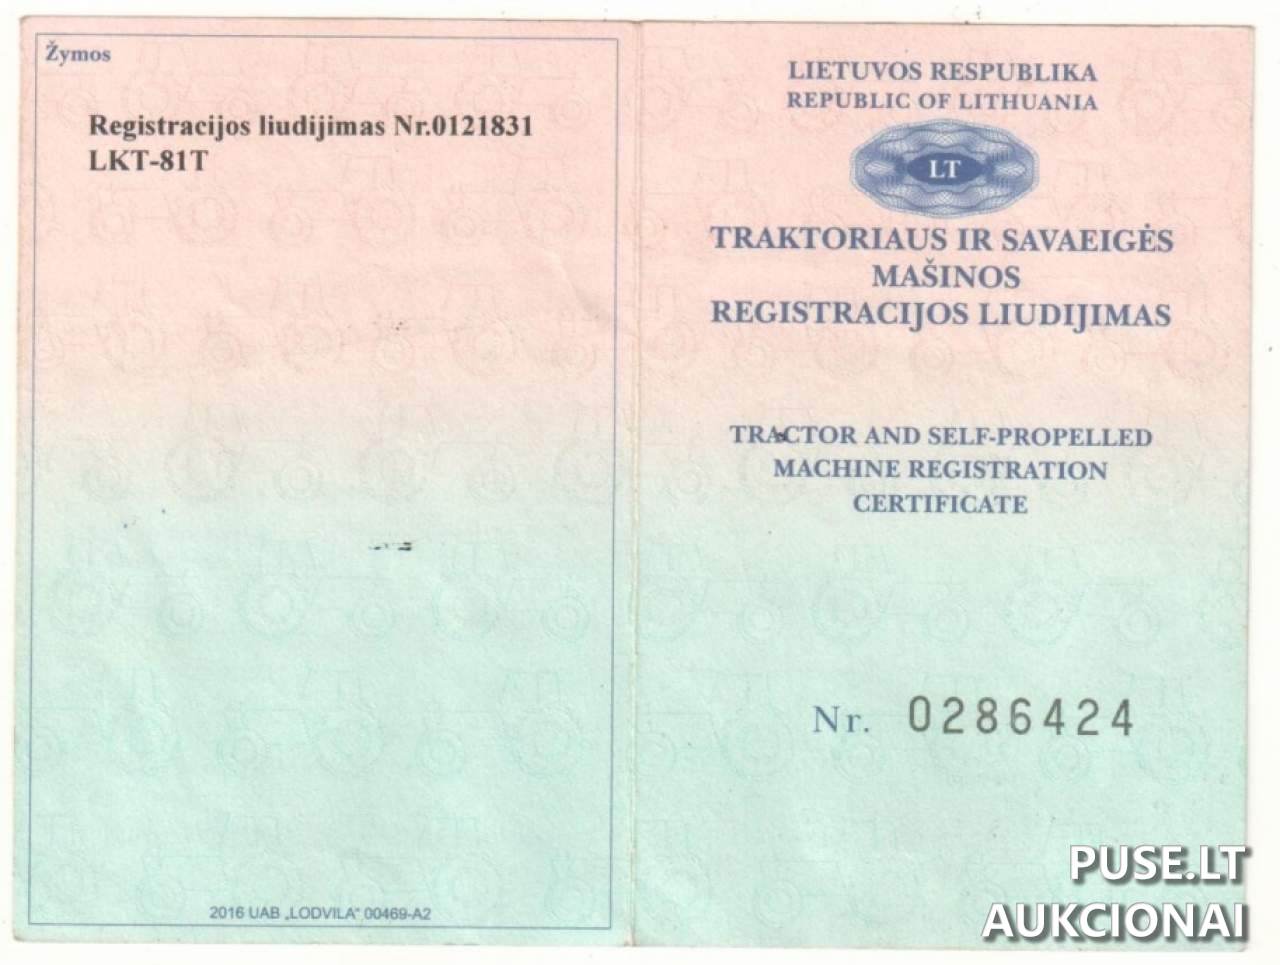 Žymos
Registracijos liudijimas Nr.0121831
LKT-81T
2016 UAB „LODVILA“ 00469-A2
LIETUVOS RESPUBLIKA
REPUBLIC OF LITHUANIA
LT
TRAKTORIAUS IR SAVAEIGĖS
MAŠINOS
REGISTRACIJOS LIUDIJIMAS
TRACTOR AND SELF-PROPELLED
MACHINE REGISTRATION
CERTIFICATE
Nr. 0286424
PUSE.LT
AUKCIONAI